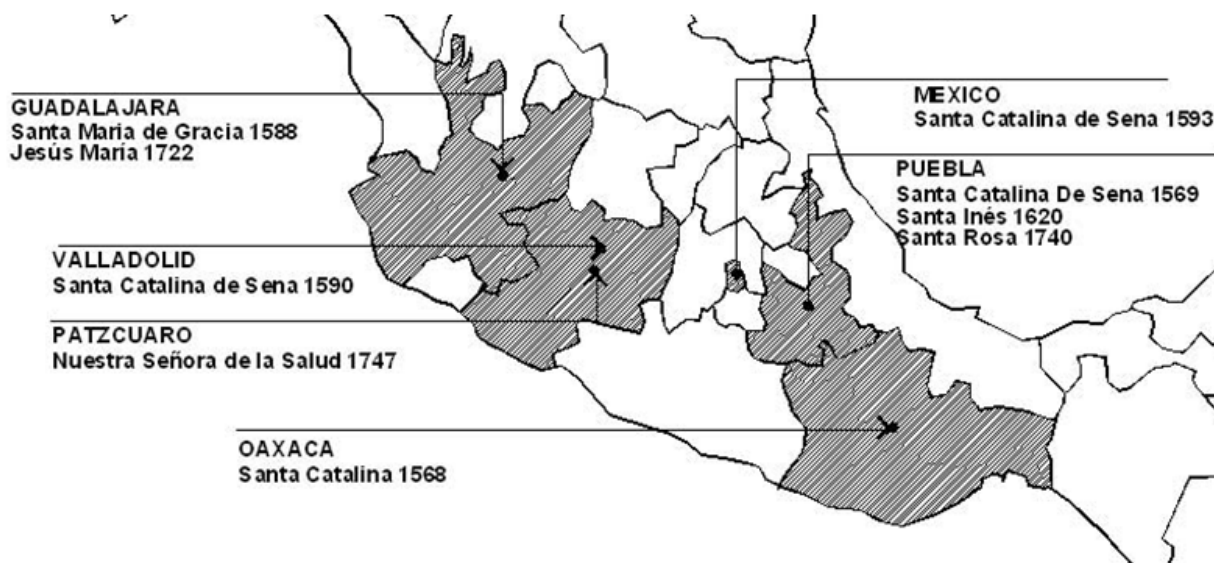 GUADALAJARA
Santa Maria de Gracia 1588
Jesús María 1722
MEXICO
Santa Catalina de Sena 1593
PUEBLA
Santa Catalina De Sena 1569
Santa Inés 1620
Santa Rosa 1740
VALLADOLID
Santa Catalina de Sena 1590
PATZCUARO
Nuestra Señora de la Salud 1747
OAXACA
Santa Catalina 1568